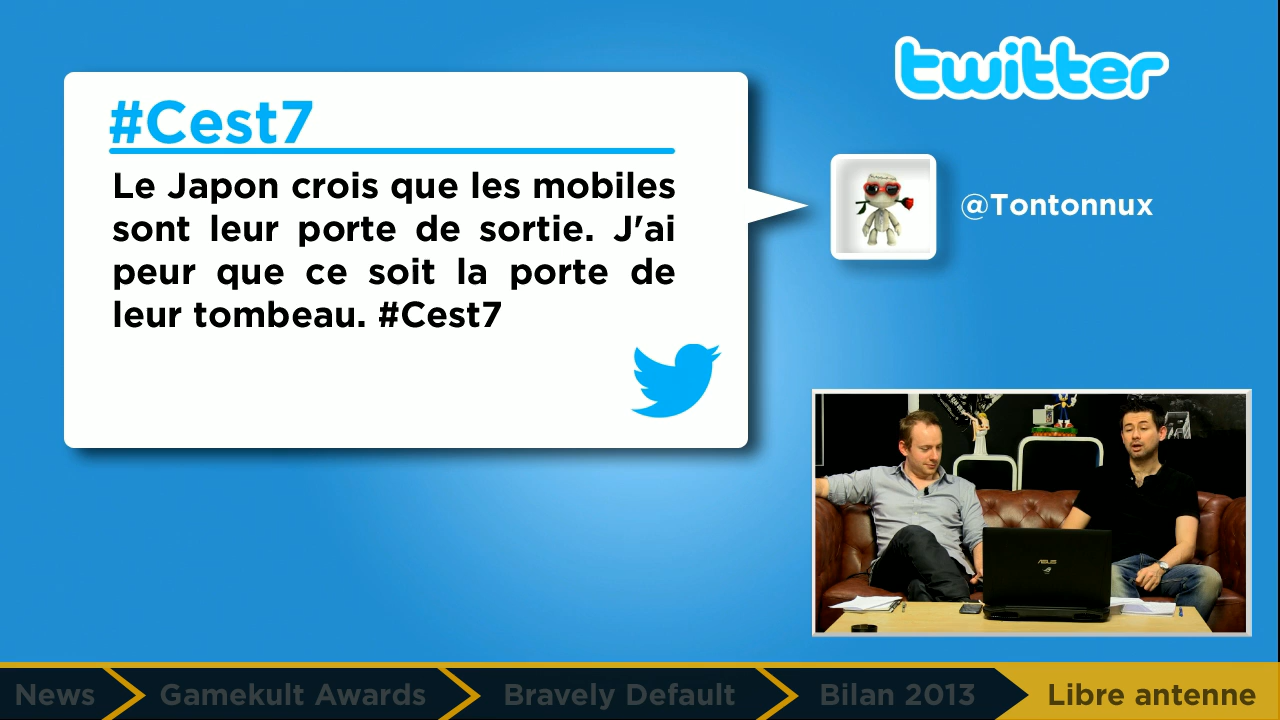 twitter
#Cest7
Le Japon crois que les mobiles
sont leur porte de sortie. J'ai
peur que ce soit la porte de
leur tombeau. #Cest7
@Tontonnux
ASUS
News
Gamekult Awards
Bravely Default
Bilan 2013
Libre antenne